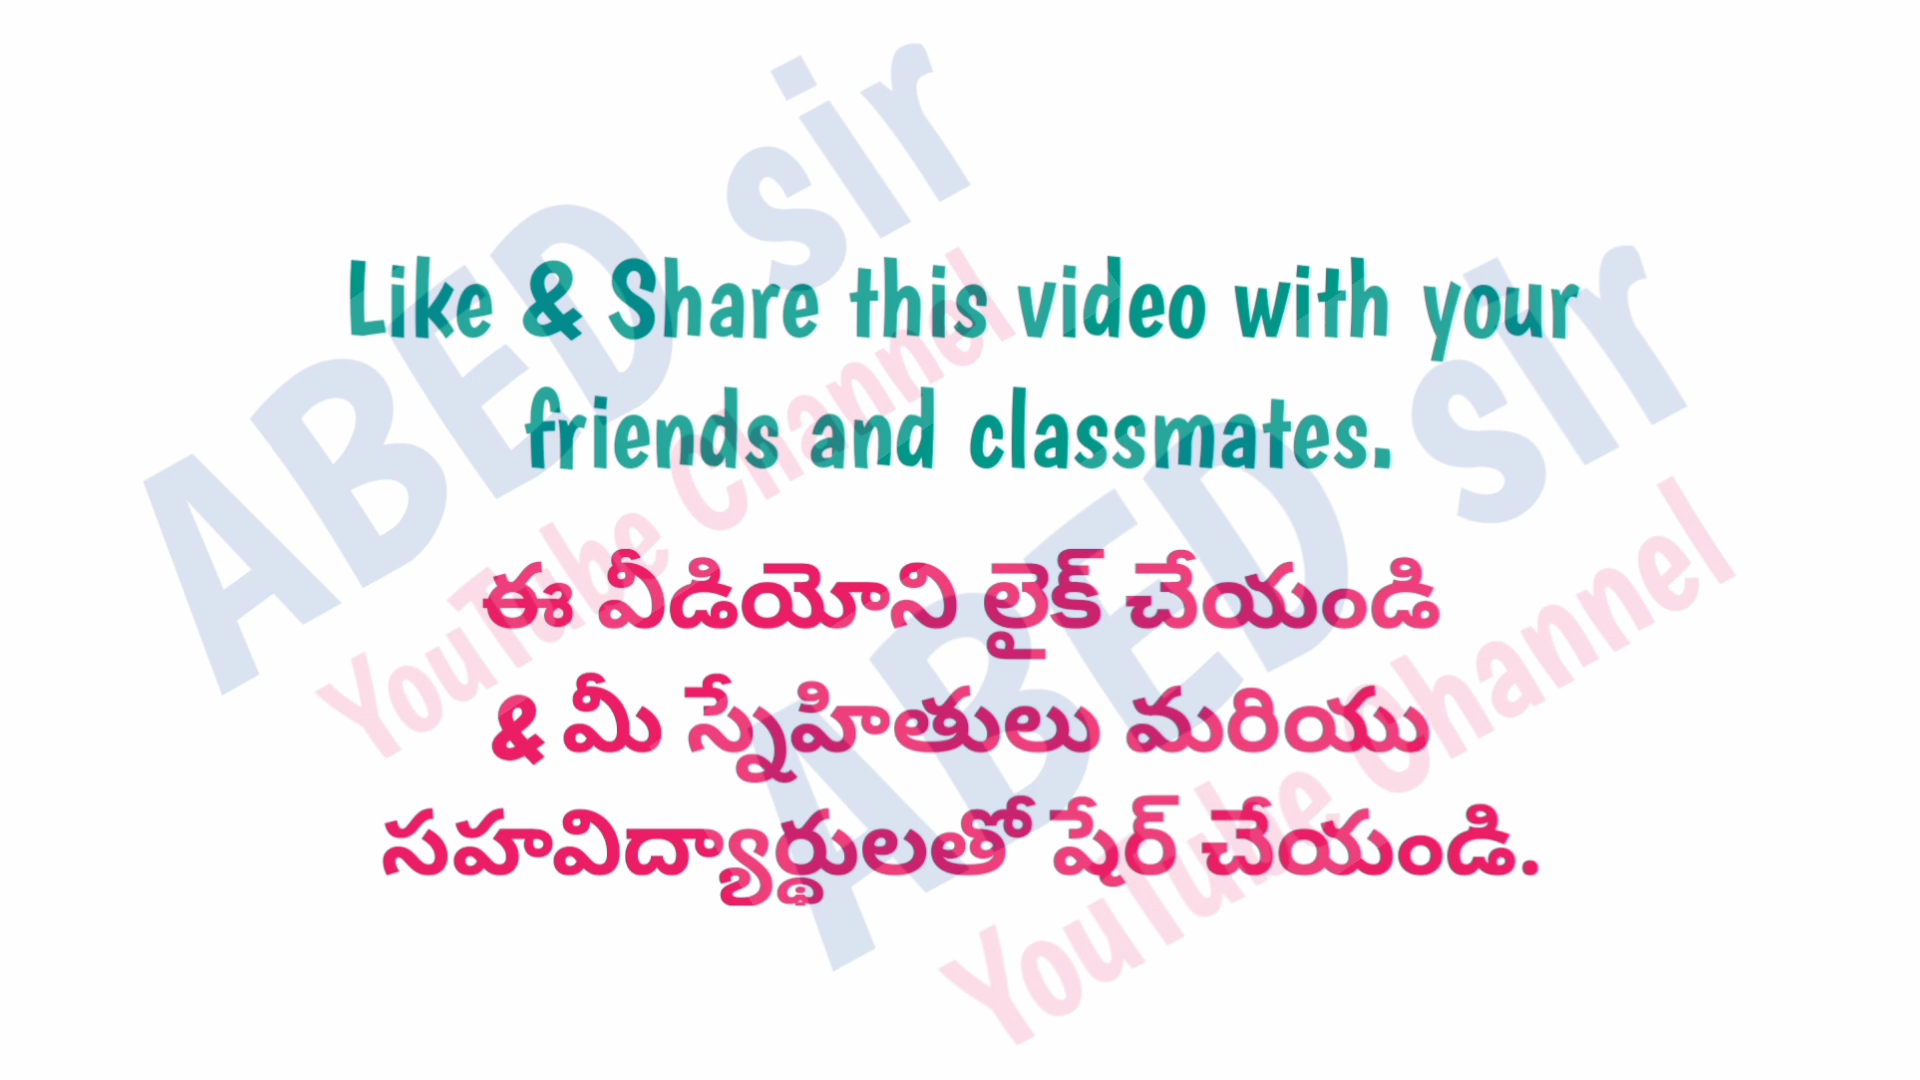 Like & Share this video with your
friends and classmates.
ఈ వీడియోని లైక్ చేయండి
& మీ స్నేహితులు మరియు
సహవిద్యార్థులతో షేర్ చేయండి.
ABED sir
YouTube Channel
ABED sir
YouTube Channel